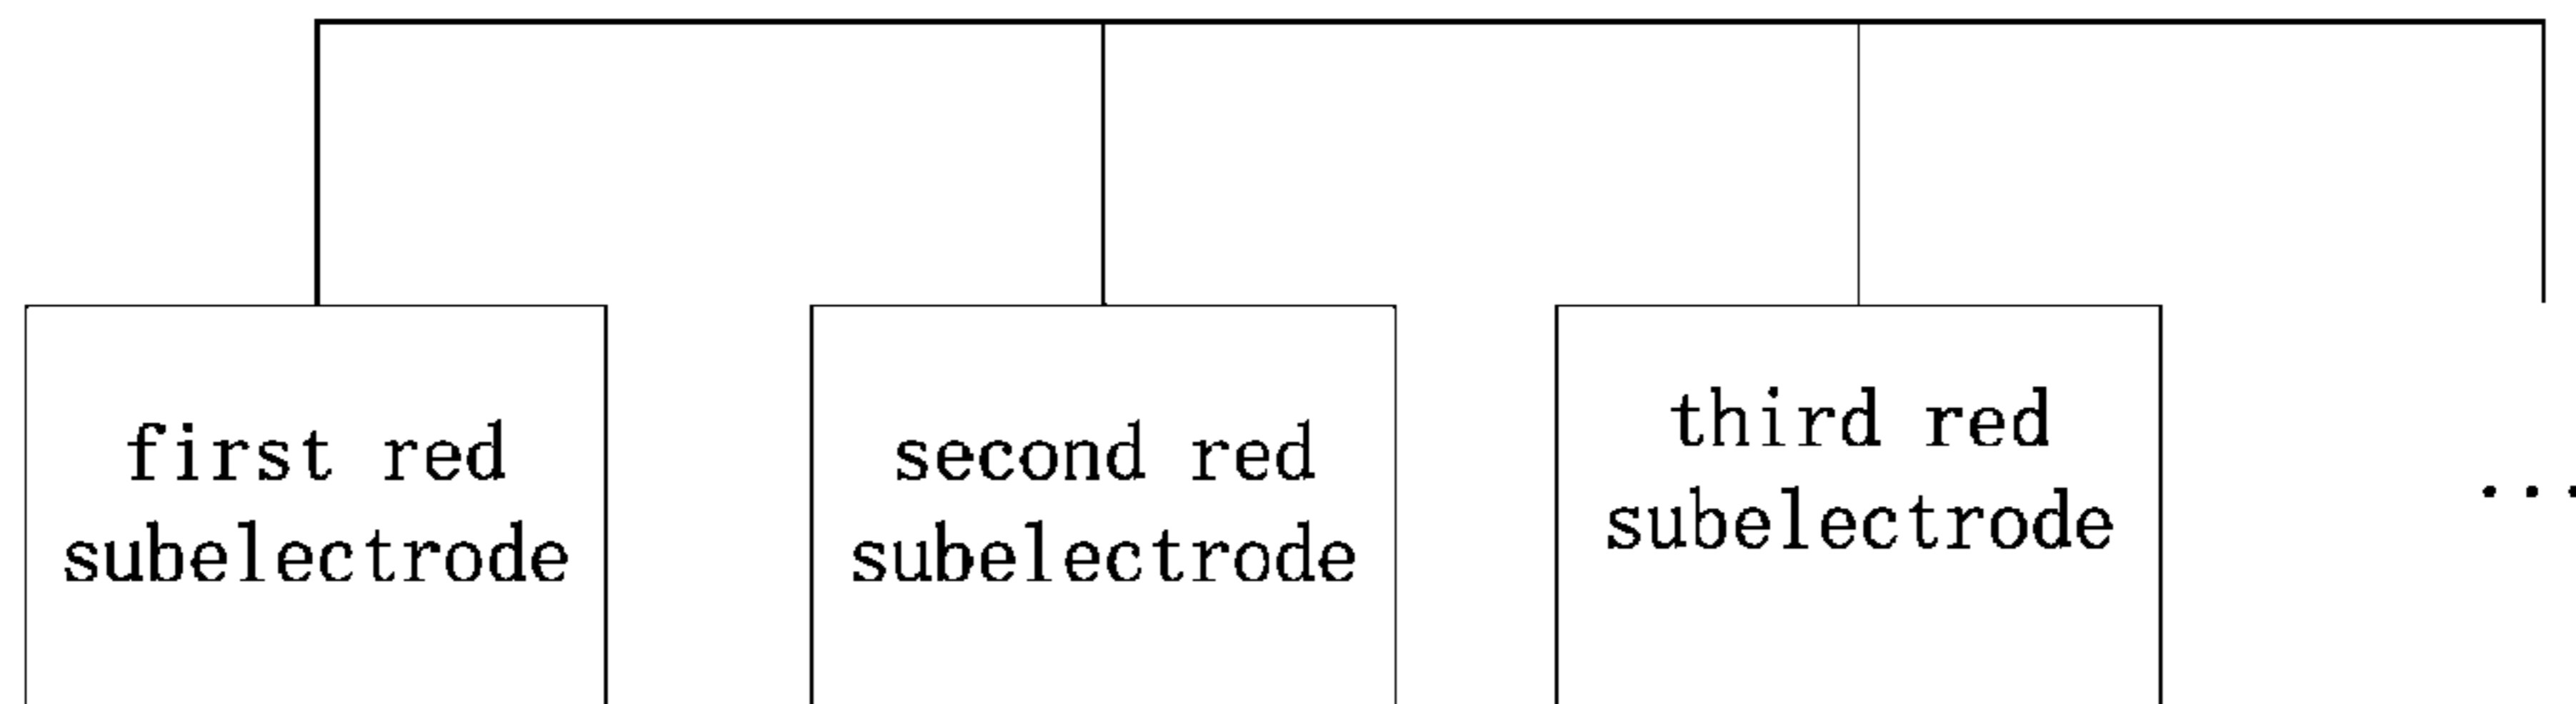 first red
subelectrode
second red
subelectrode
third red
subelectrode
...